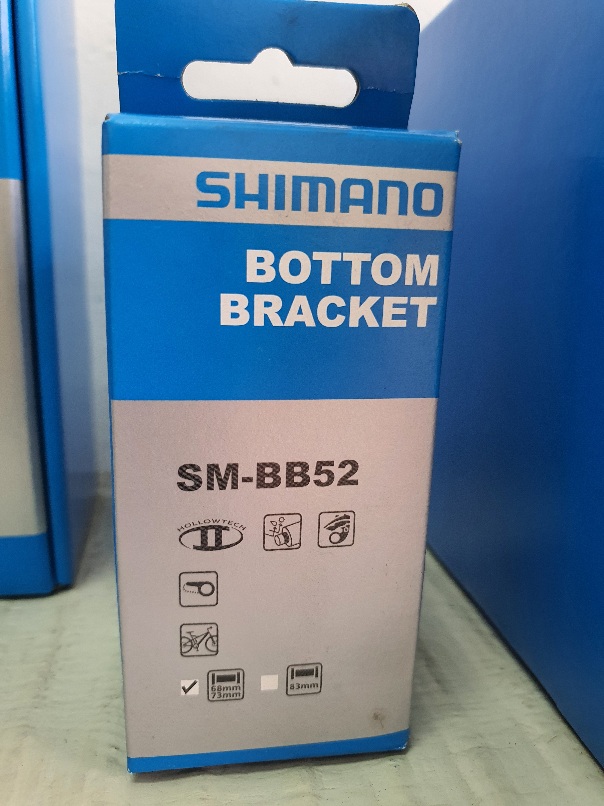 SHIMANO
BOTTOM
BRACKET
SM-BB52
HOLLOWTECH
II
68mm 83mm
73mm